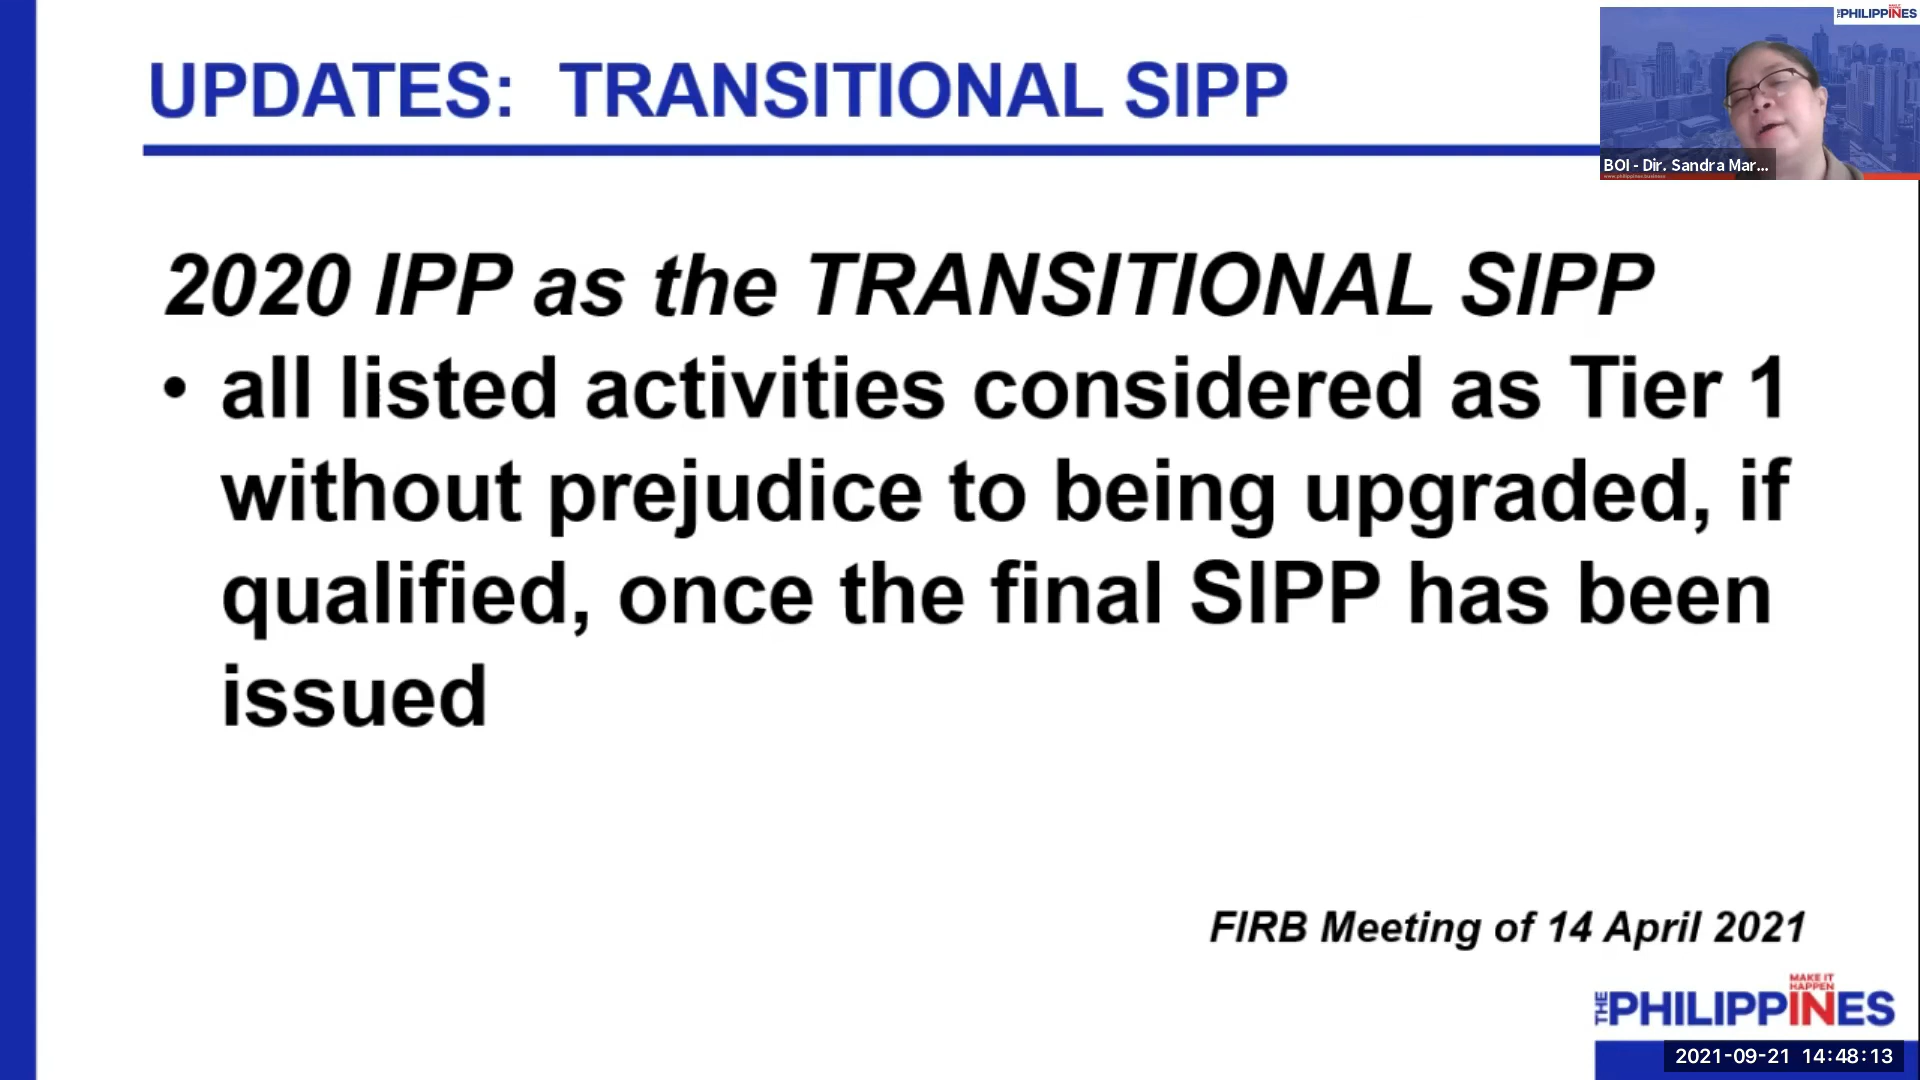 UPDATES: TRANSITIONAL SIPP
THE PHILIPPINES
BOI - Dir. Sandra Mar...
2020 IPP as the TRANSITIONAL SIPP
• all listed activities considered as Tier 1
without prejudice to being upgraded, if
qualified, once the final SIPP has been
issued
FIRB Meeting of 14 April 2021
MAKE IT
HAPPEN
THE PHILIPPINES
2021-09-21 14:48:13